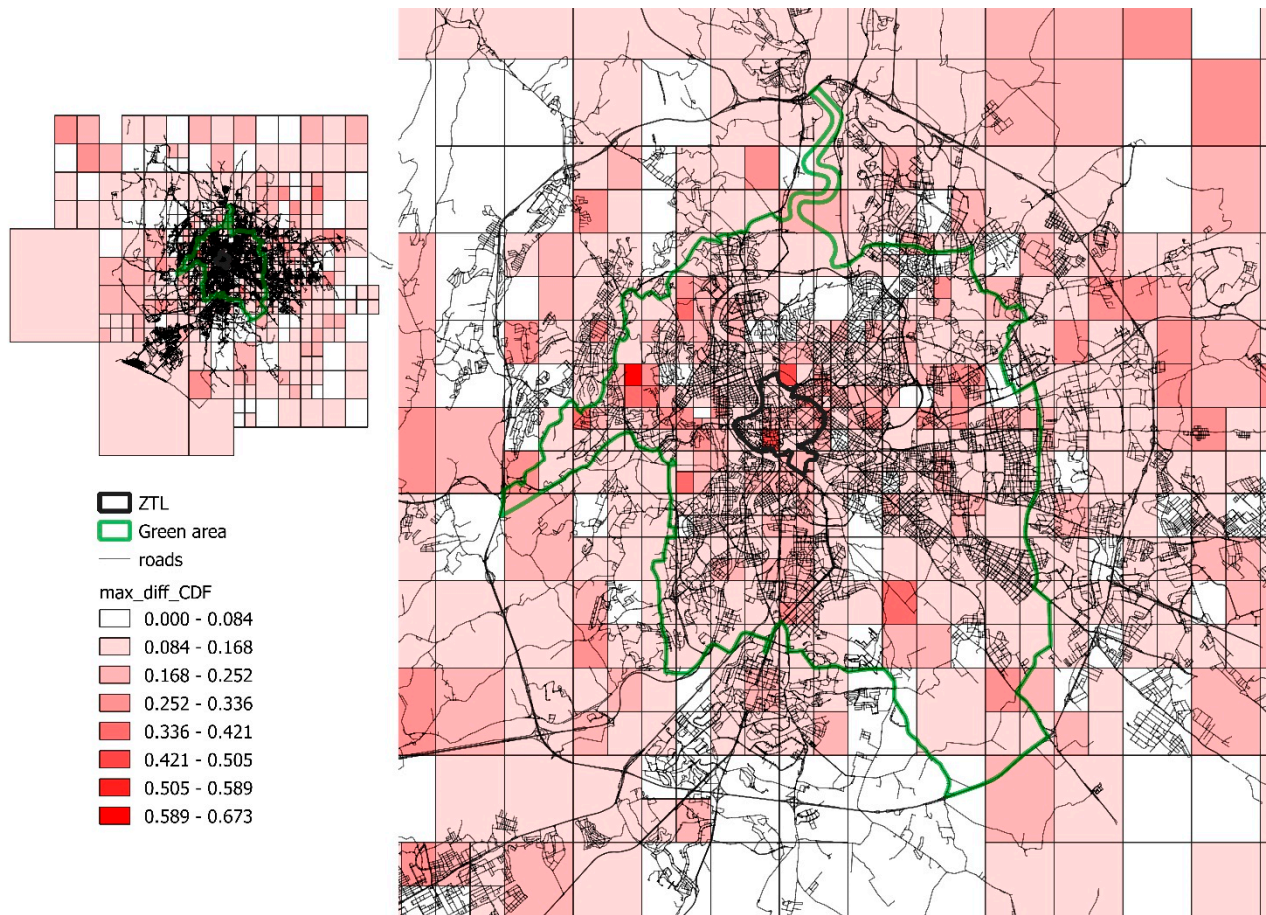 ZTL
Green area
roads
max_diff_CDF
0.000 - 0.084
0.084 - 0.168
0.168 - 0.252
0.252 - 0.336
0.336 - 0.421
0.421 - 0.505
0.505 - 0.589
0.589 - 0.673